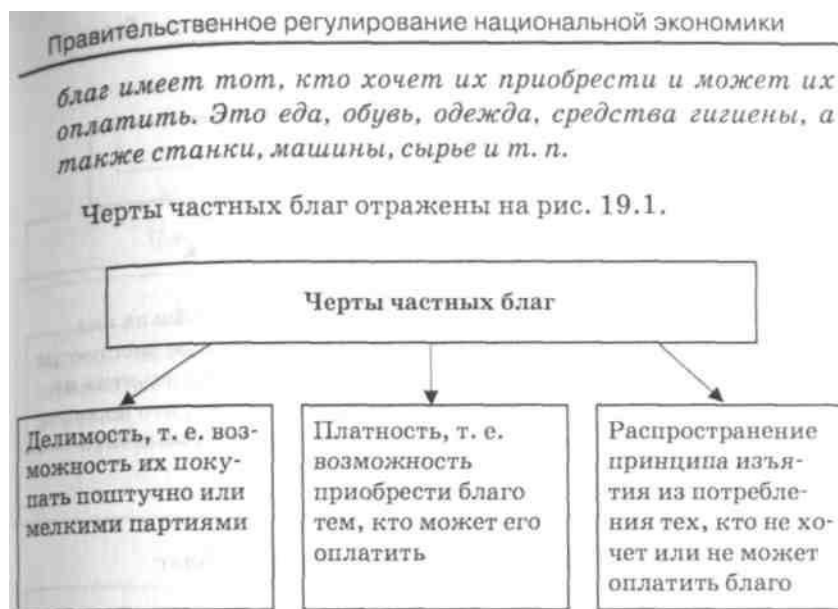 Правительственное регулирование национальной экономики
благ имеет тот, кто хочет их приобрести и может их
оплатить. Это еда, обувь, одежда, средства гигиены, а
также станки, машины, сырье и т. п.
Черты частных благ отражены на рис. 19.1.
Черты частных благ
Делимость, т. е. воз-
можность их поку-
пать поштучно или
мелкими партиями
Платность, т. е.
возможность
приобрести благо
тем, кто может его
оплатить
Распространение
принципа изъя-
тия из потребле-
ния тех, кто не хо-
чет или не может
оплатить благо